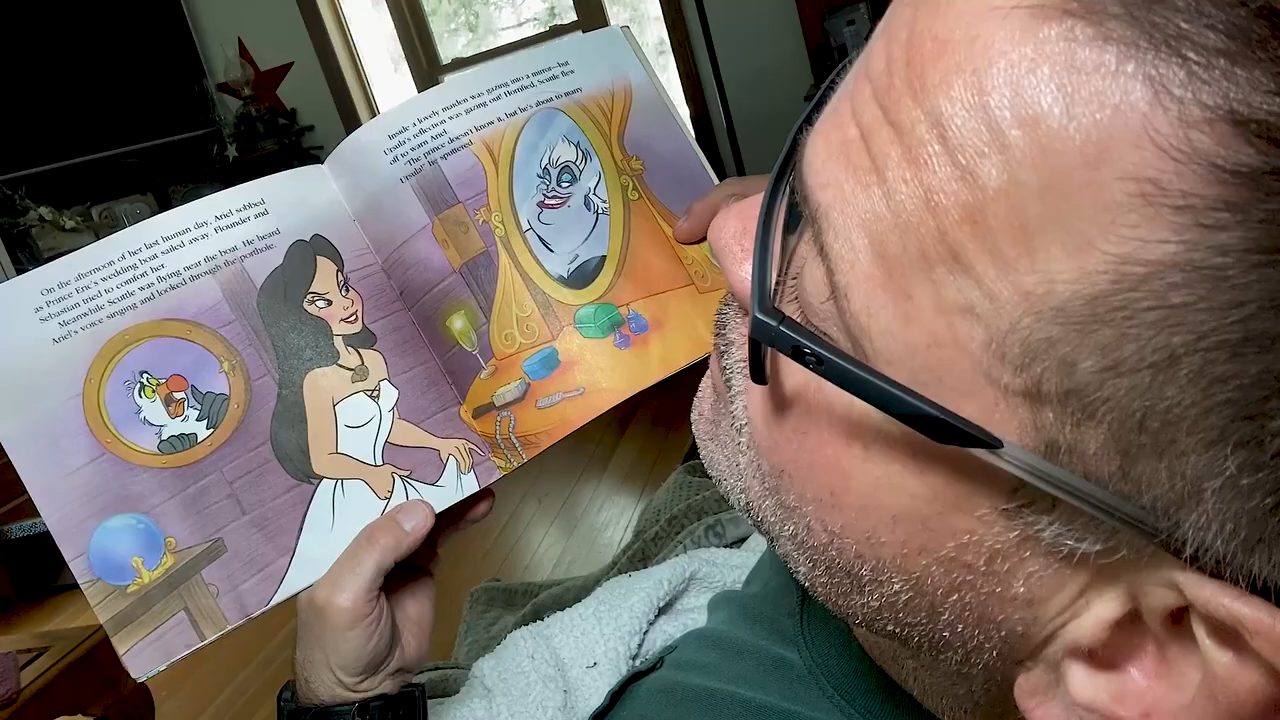 On the afternoon of her last human day, Ariel sobbed
as Prince Eric's wedding boat sailed away. Flounder and
Sebastian tried to comfort her.
Meanwhile Scuttle was flying near the boat. He heard
Ariel's voice singing and looked through the porthole.
Inside a lovely maiden was gazing into a mirror—but
Ursula's reflection was gazing out! Horrified, Scuttle flew
off to warn Ariel.
"The prince doesn't know it, but he's about to marry
Ursula!" he sputtered.